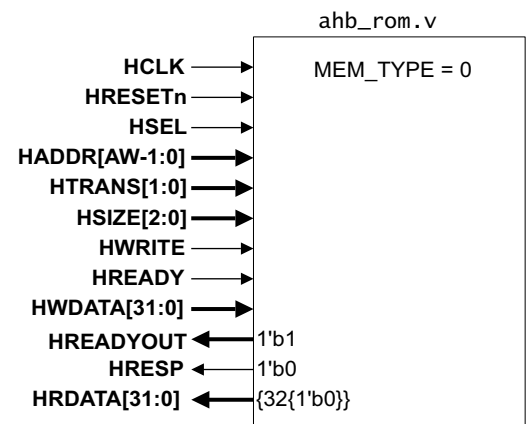 ahb_rom.v
HCLK
MEM_TYPE = 0
HRESETn
HSEL
HADDR[AW-1:0]
HTRANS[1:0]
HSIZE[2:0]
HWRITE
HREADY
HWDATA[31:0]
HREADYOUT 1'b1
HRESP 1'b0
HRDATA[31:0] {32{1'b0}}